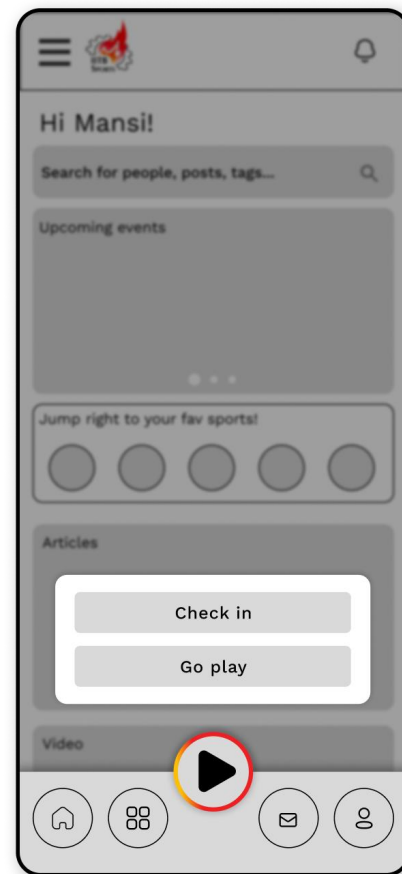 Hi Mansi!
Search for people, posts, tags...
Upcoming events
Jump right to your fav sports!
Articles
Check in
Go play
Video